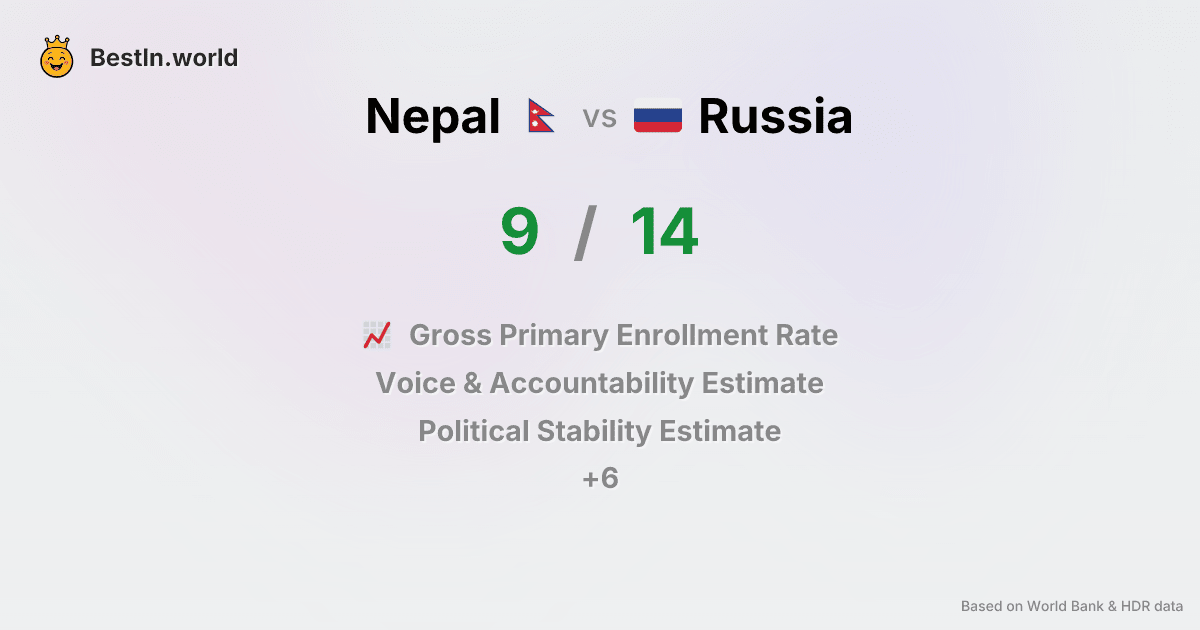 BestIn.world
Nepal vs Russia
9 / 14
Gross Primary Enrollment Rate
Voice & Accountability Estimate
Political Stability Estimate
+6
Based on World Bank & HDR data